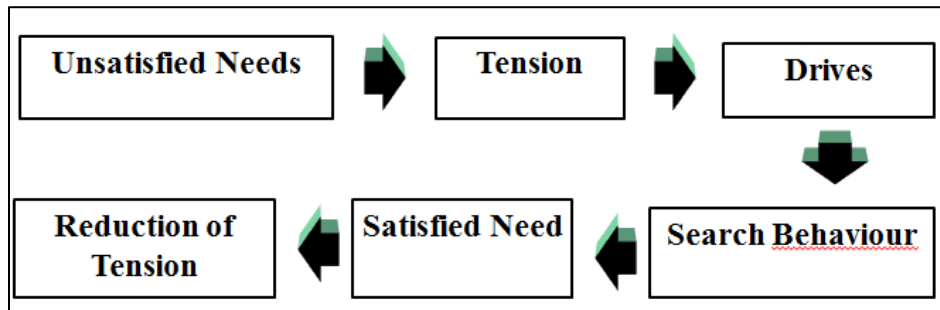 Unsatisfied Needs
Tension
Drives
Search Behaviour
Satisfied Need
Reduction of
Tension